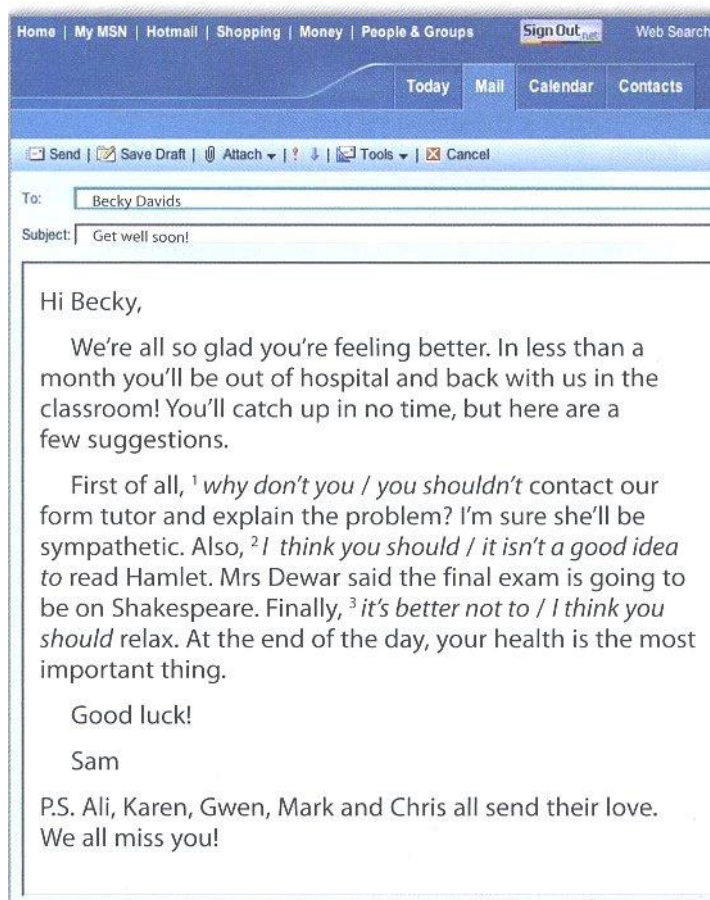 Home | My MSN | Hotmail | Shopping | Money | People & Groups Sign Out.net Web Search
Today Mail Calendar Contacts
Send | Save Draft | Attach | ! ↓ | Tools | Cancel
To: Becky Davids
Subject: Get well soon!
Hi Becky,
We're all so glad you're feeling better. In less than a
month you'll be out of hospital and back with us in the
classroom! You'll catch up in no time, but here are a
few suggestions.
First of all, ¹ why don't you / you shouldn't contact our
form tutor and explain the problem? I'm sure she'll be
sympathetic. Also, ² I think you should / it isn't a good idea
to read Hamlet. Mrs Dewar said the final exam is going to
be on Shakespeare. Finally, ³ it's better not to / I think you
should relax. At the end of the day, your health is the most
important thing.
Good luck!
Sam
P.S. Ali, Karen, Gwen, Mark and Chris all send their love.
We all miss you!